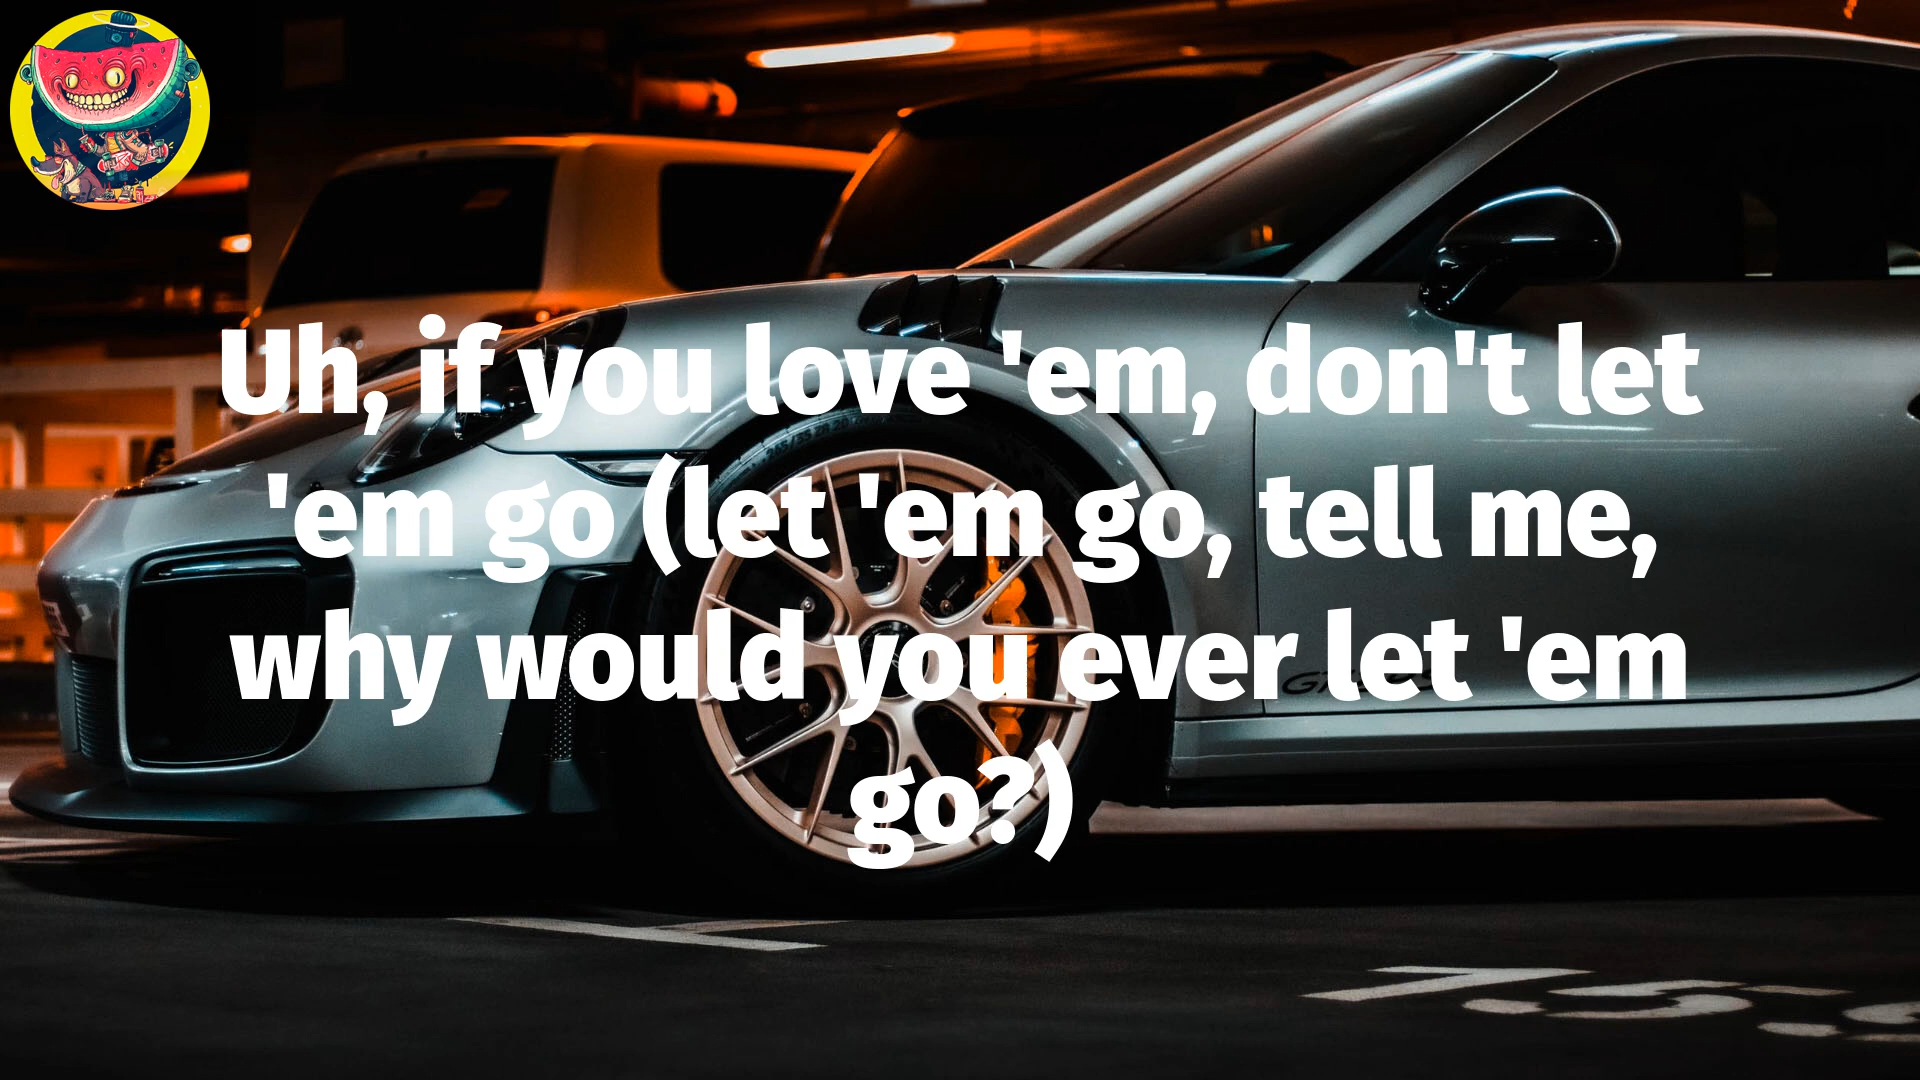 Uh, if you love 'em, don't let
'em go (let 'em go, tell me,
why would you ever let 'em
go?)